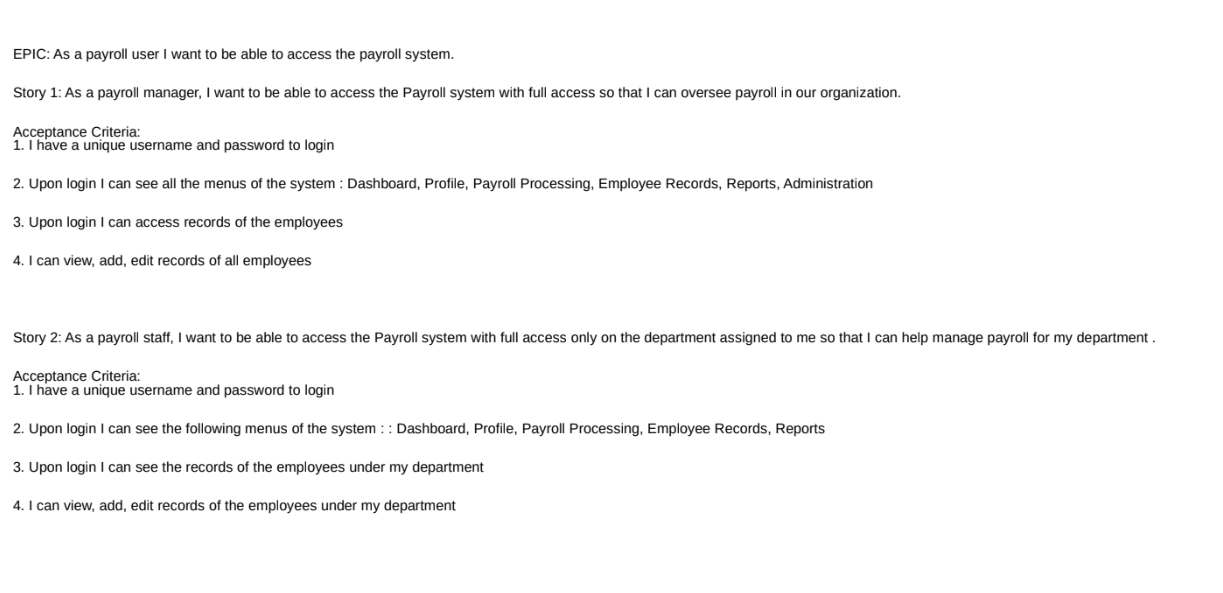 EPIC: As a payroll user I want to be able to access the payroll system.
Story 1: As a payroll manager, I want to be able to access the Payroll system with full access so that I can oversee payroll in our organization.
Acceptance Criteria:
1. I have a unique username and password to login
2. Upon login I can see all the menus of the system : Dashboard, Profile, Payroll Processing, Employee Records, Reports, Administration
3. Upon login I can access records of the employees
4. I can view, add, edit records of all employees
Story 2: As a payroll staff, I want to be able to access the Payroll system with full access only on the department assigned to me so that I can help manage payroll for my department .
Acceptance Criteria:
1. I have a unique username and password to login
2. Upon login I can see the following menus of the system : : Dashboard, Profile, Payroll Processing, Employee Records, Reports
3. Upon login I can see the records of the employees under my department
4. I can view, add, edit records of the employees under my department